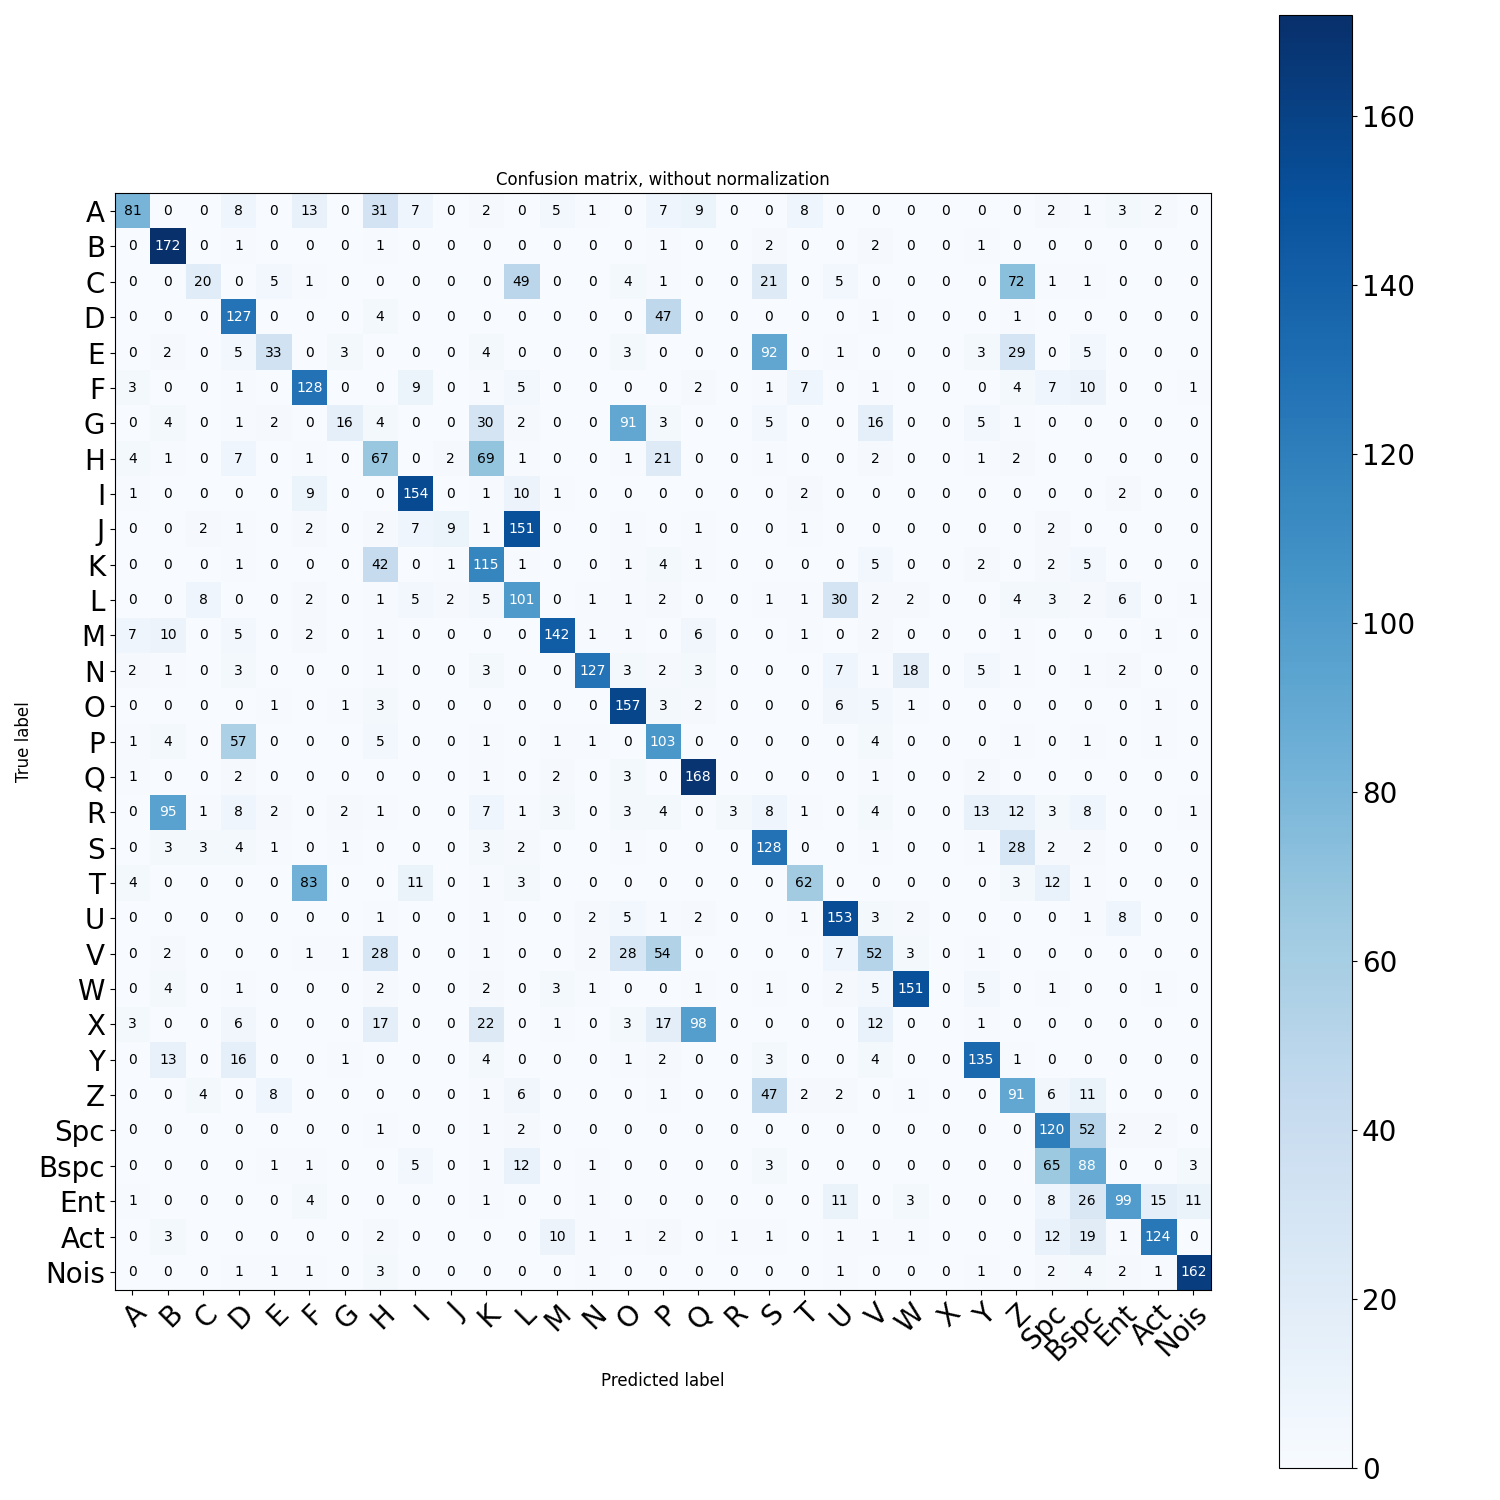 Confusion matrix, without normalization
A 81 0 0 8 0 13 0 31 7 0 2 0 5 1 0 7 9 0 0 8 0 0 0 0 0 0 2 1 3 2 0
B 0 172 0 1 0 0 0 1 0 0 0 0 0 0 0 1 0 0 2 0 0 2 0 0 1 0 0 0 0 0 0
C 0 0 20 0 5 1 0 0 0 0 0 49 0 0 4 1 0 0 21 0 5 0 0 0 0 72 1 1 0 0 0
D 0 0 0 127 0 0 0 4 0 0 0 0 0 0 0 47 0 0 0 0 0 1 0 0 0 1 0 0 0 0 0
E 0 2 0 5 33 0 3 0 0 0 4 0 0 0 3 0 0 0 92 0 1 0 0 0 3 29 0 5 0 0 0
F 3 0 0 1 0 128 0 0 9 0 1 5 0 0 0 0 2 0 1 7 0 1 0 0 0 4 7 10 0 0 1
G 0 4 0 1 2 0 16 4 0 0 30 2 0 0 91 3 0 0 5 0 0 16 0 0 5 1 0 0 0 0 0
H 4 1 0 7 0 1 0 67 0 2 69 1 0 0 1 21 0 0 1 0 0 2 0 0 1 2 0 0 0 0 0
I 1 0 0 0 0 9 0 0 154 0 1 10 1 0 0 0 0 0 0 2 0 0 0 0 0 0 0 0 2 0 0
J 0 0 2 1 0 2 0 2 7 9 1 151 0 0 1 0 1 0 0 1 0 0 0 0 0 0 2 0 0 0 0
K 0 0 0 1 0 0 0 42 0 1 115 1 0 0 1 4 1 0 0 0 0 5 0 0 2 0 2 5 0 0 0
L 0 0 8 0 0 2 0 1 5 2 5 101 0 1 1 2 0 0 1 1 30 2 2 0 0 4 3 2 6 0 1
M 7 10 0 5 0 2 0 1 0 0 0 0 142 1 1 0 6 0 0 1 0 2 0 0 0 1 0 0 0 1 0
N 2 1 0 3 0 0 0 1 0 0 3 0 0 127 3 2 3 0 0 0 7 1 18 0 5 1 0 1 2 0 0
O 0 0 0 0 1 0 1 3 0 0 0 0 0 0 157 3 2 0 0 0 6 5 1 0 0 0 0 0 0 1 0
P 1 4 0 57 0 0 0 5 0 0 1 0 1 1 0 103 0 0 0 0 0 4 0 0 0 1 0 1 0 1 0
Q 1 0 0 2 0 0 0 0 0 0 1 0 2 0 3 0 168 0 0 0 0 1 0 0 2 0 0 0 0 0 0
R 0 95 1 8 2 0 2 1 0 0 7 1 3 0 3 4 0 3 8 1 0 4 0 0 13 12 3 8 0 0 1
S 0 3 3 4 1 0 1 0 0 0 3 2 0 0 1 0 0 0 128 0 0 1 0 0 1 28 2 2 0 0 0
T 4 0 0 0 0 83 0 0 11 0 1 3 0 0 0 0 0 0 0 62 0 0 0 0 0 3 12 1 0 0 0
U 0 0 0 0 0 0 0 1 0 0 1 0 0 2 5 1 2 0 0 1 153 3 2 0 0 0 0 1 8 0 0
V 0 2 0 0 0 1 1 28 0 0 1 0 0 2 28 54 0 0 0 0 7 52 3 0 1 0 0 0 0 0 0
W 0 4 0 1 0 0 0 2 0 0 2 0 3 1 0 0 1 0 1 0 2 5 151 0 5 0 1 0 0 1 0
X 3 0 0 6 0 0 0 17 0 0 22 0 1 0 3 17 98 0 0 0 0 12 0 0 1 0 0 0 0 0 0
Y 0 13 0 16 0 0 1 0 0 0 4 0 0 0 1 2 0 0 3 0 0 4 0 0 135 1 0 0 0 0 0
Z 0 0 4 0 8 0 0 0 0 0 1 6 0 0 0 1 0 0 47 2 2 0 1 0 0 91 6 11 0 0 0
Spc 0 0 0 0 0 0 0 1 0 0 1 2 0 0 0 0 0 0 0 0 0 0 0 0 0 0 120 52 2 2 0
Bspc 0 0 0 0 1 1 0 0 5 0 1 12 0 1 0 0 0 0 3 0 0 0 0 0 0 0 65 88 0 0 3
Ent 1 0 0 0 0 4 0 0 0 0 1 0 0 1 0 0 0 0 0 0 11 0 3 0 0 0 8 26 99 15 11
Act 0 3 0 0 0 0 0 2 0 0 0 0 10 1 1 2 0 1 1 0 1 1 1 0 0 0 12 19 1 124 0
Nois 0 0 0 1 1 1 0 3 0 0 0 0 0 1 0 0 0 0 0 0 1 0 0 0 1 0 2 4 2 1 162
A B C D E F G H I J K L M N O P Q R S T U V W X Y Z Spc Bspc Ent Act Nois
Predicted label
True label
160
140
120
100
80
60
40
20
0